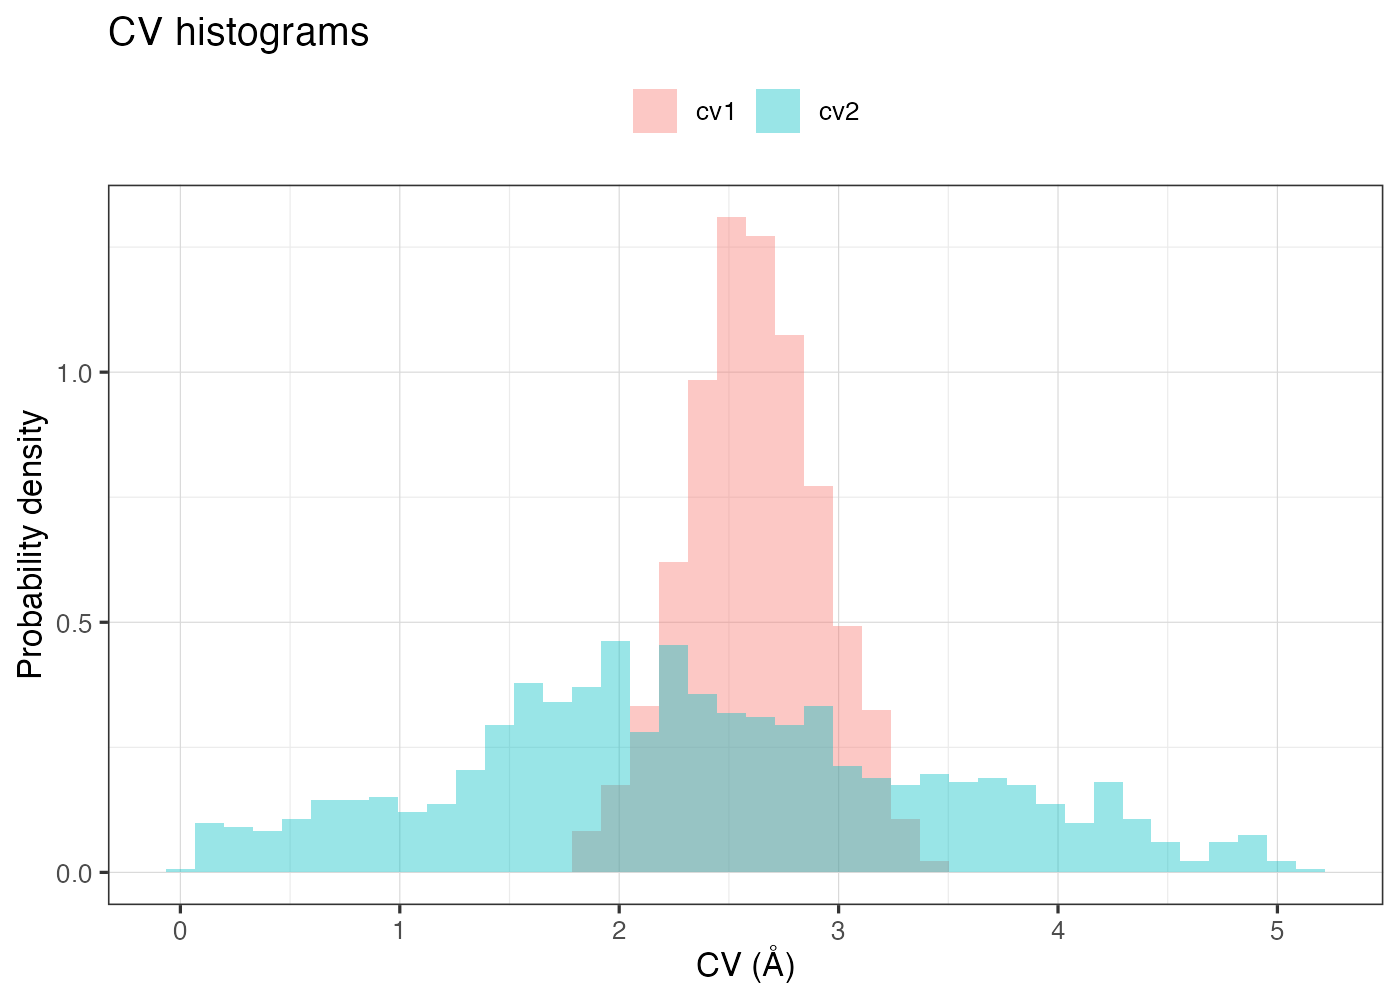 CV histograms
cv1 cv2
Probability density
1.0
0.5
0.0
0 1 2 3 4 5
CV (Å)